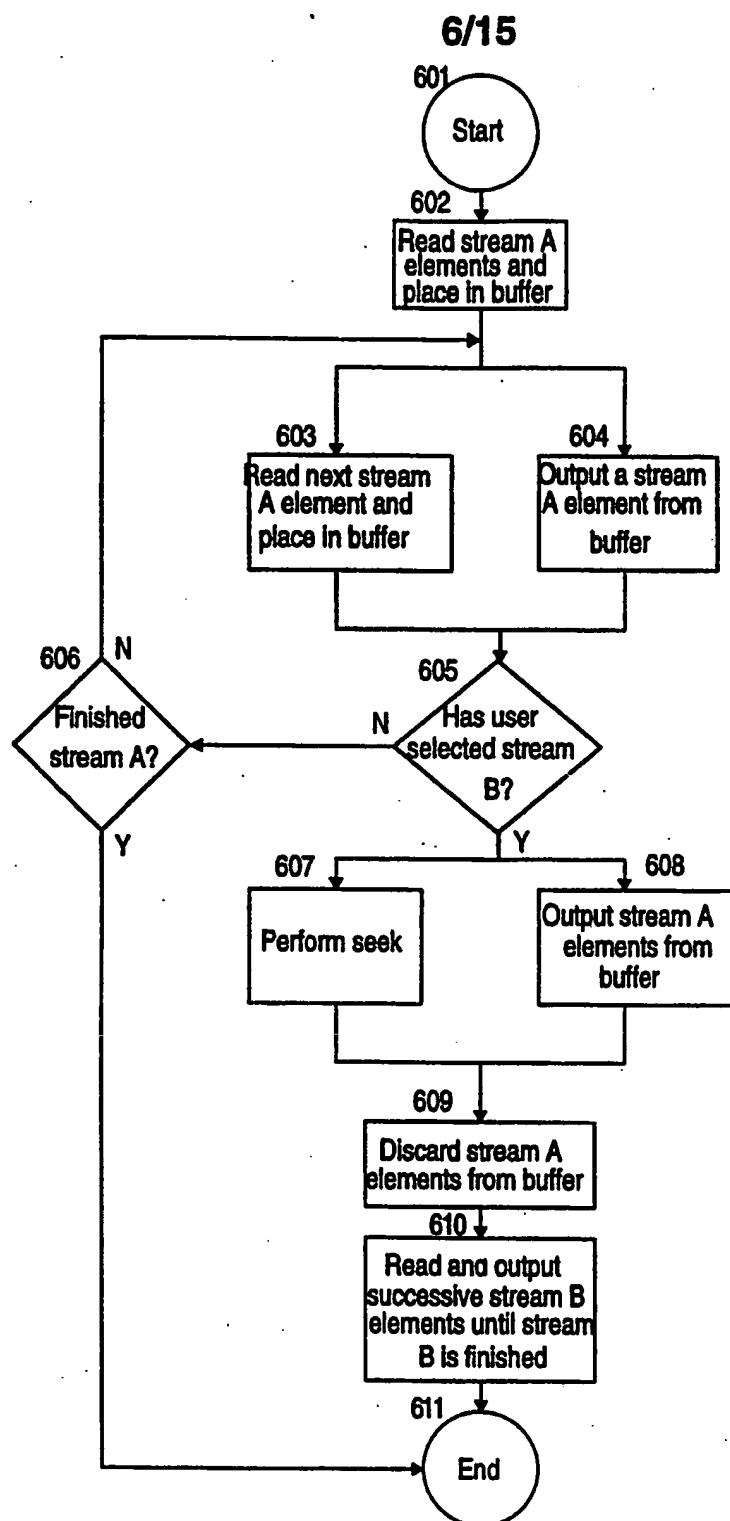 6/15
601
Start
602
Read stream A
elements and
place in buffer
603
Read next stream
A element and
place in buffer
604
Output a stream
A element from
buffer
605
Has user
selected stream
B?
N
Y
606
Finished
stream A?
N
Y
607
Perform seek
608
Output stream A
elements from
buffer
609
Discard stream A
elements from buffer
610
Read and output
successive stream B
elements until stream
B is finished
611
End